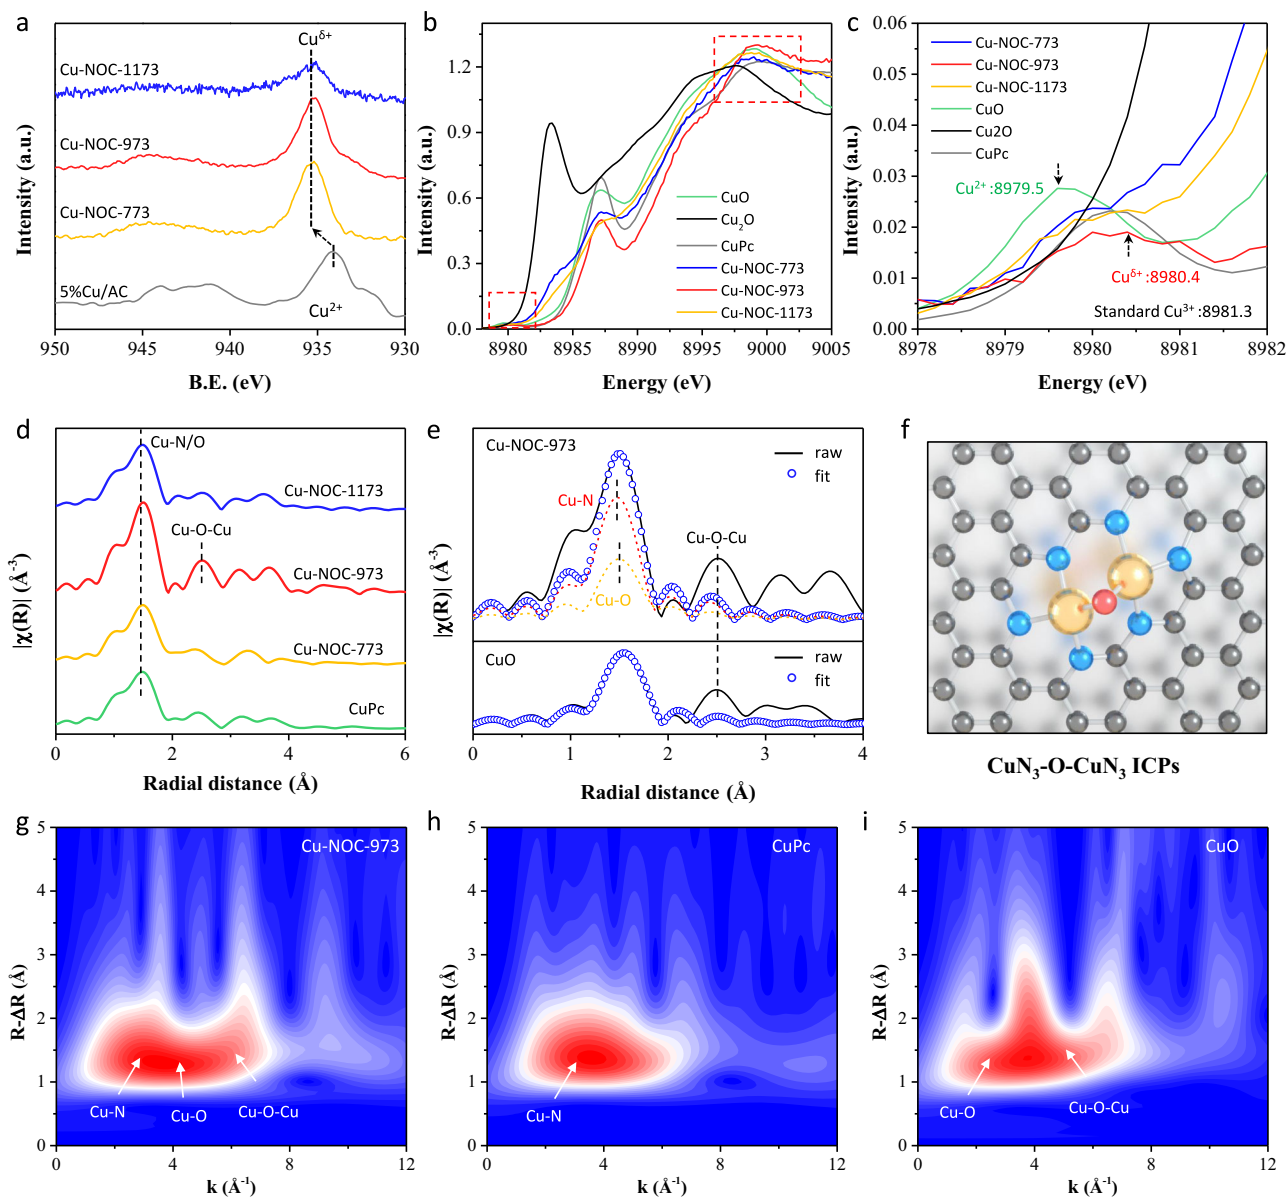 a
Intensity (a.u.)
Cu-NOC-1173
Cu-NOC-973
Cu-NOC-773
5%Cu/AC
Cuδ+
Cu2+
950 945 940 935 930
B.E. (eV)
b
Intensity (a.u.)
1.2
0.9
0.6
0.3
0.0
CuO
Cu2O
CuPc
Cu-NOC-773
Cu-NOC-973
Cu-NOC-1173
8980 8985 8990 8995 9000 9005
Energy (eV)
c
Intensity (a.u.)
0.06
0.05
0.04
0.03
0.02
0.01
0.00
Cu-NOC-773
Cu-NOC-973
Cu-NOC-1173
CuO
Cu2O
CuPc
Cu2+ :8979.5
Cuδ+ :8980.4
Standard Cu3+ :8981.3
8978 8979 8980 8981 8982
Energy (eV)
d
|χ(R)| (Å-3)
Cu-N/O
Cu-NOC-1173
Cu-O-Cu
Cu-NOC-973
Cu-NOC-773
CuPc
0 2 4 6
Radial distance (Å)
e
|χ(R)| (Å-3)
Cu-NOC-973
raw
fit
Cu-N
Cu-O-Cu
Cu-O
CuO
raw
fit
0 1 2 3 4
Radial distance (Å)
f
CuN3-O-CuN3 ICPs
g
R-ΔR (Å)
5
4
3
2
1
0
Cu-NOC-973
Cu-N
Cu-O
Cu-O-Cu
0 4 8 12
k (Å-1)
h
R-ΔR (Å)
5
4
3
2
1
0
CuPc
Cu-N
0 4 8 12
k (Å-1)
i
R-ΔR (Å)
5
4
3
2
1
0
CuO
Cu-O
Cu-O-Cu
0 4 8 12
k (Å-1)